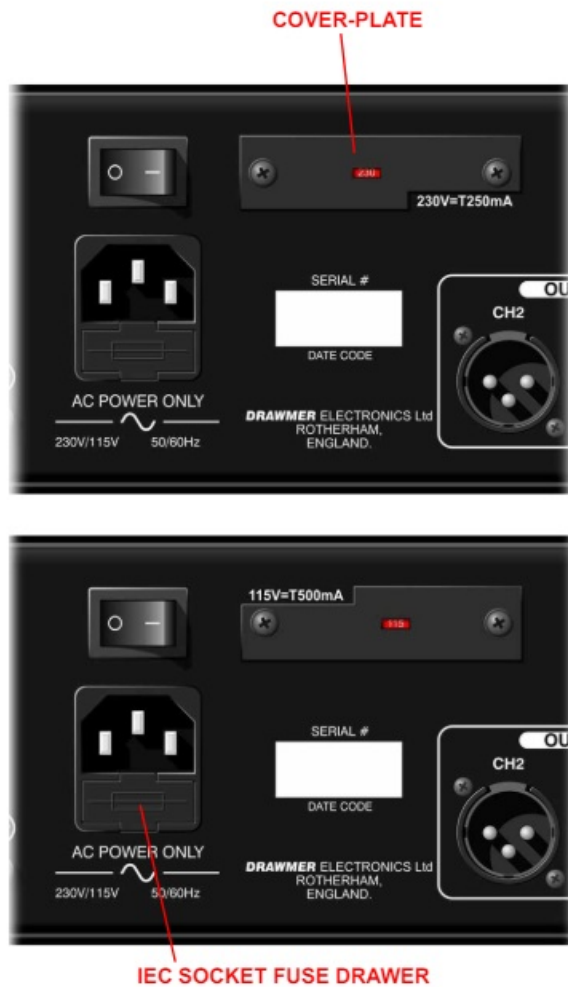 COVER-PLATE
230
230V=T250mA
SERIAL #
DATE CODE
OU
CH2
AC POWER ONLY
230V/115V 50/60Hz
DRAWMER ELECTRONICS Ltd
ROTHERHAM,
ENGLAND.
115V=T500mA
115
SERIAL #
DATE CODE
OU
CH2
AC POWER ONLY
230V/115V 50/60Hz
DRAWMER ELECTRONICS Ltd
ROTHERHAM,
ENGLAND.
IEC SOCKET FUSE DRAWER